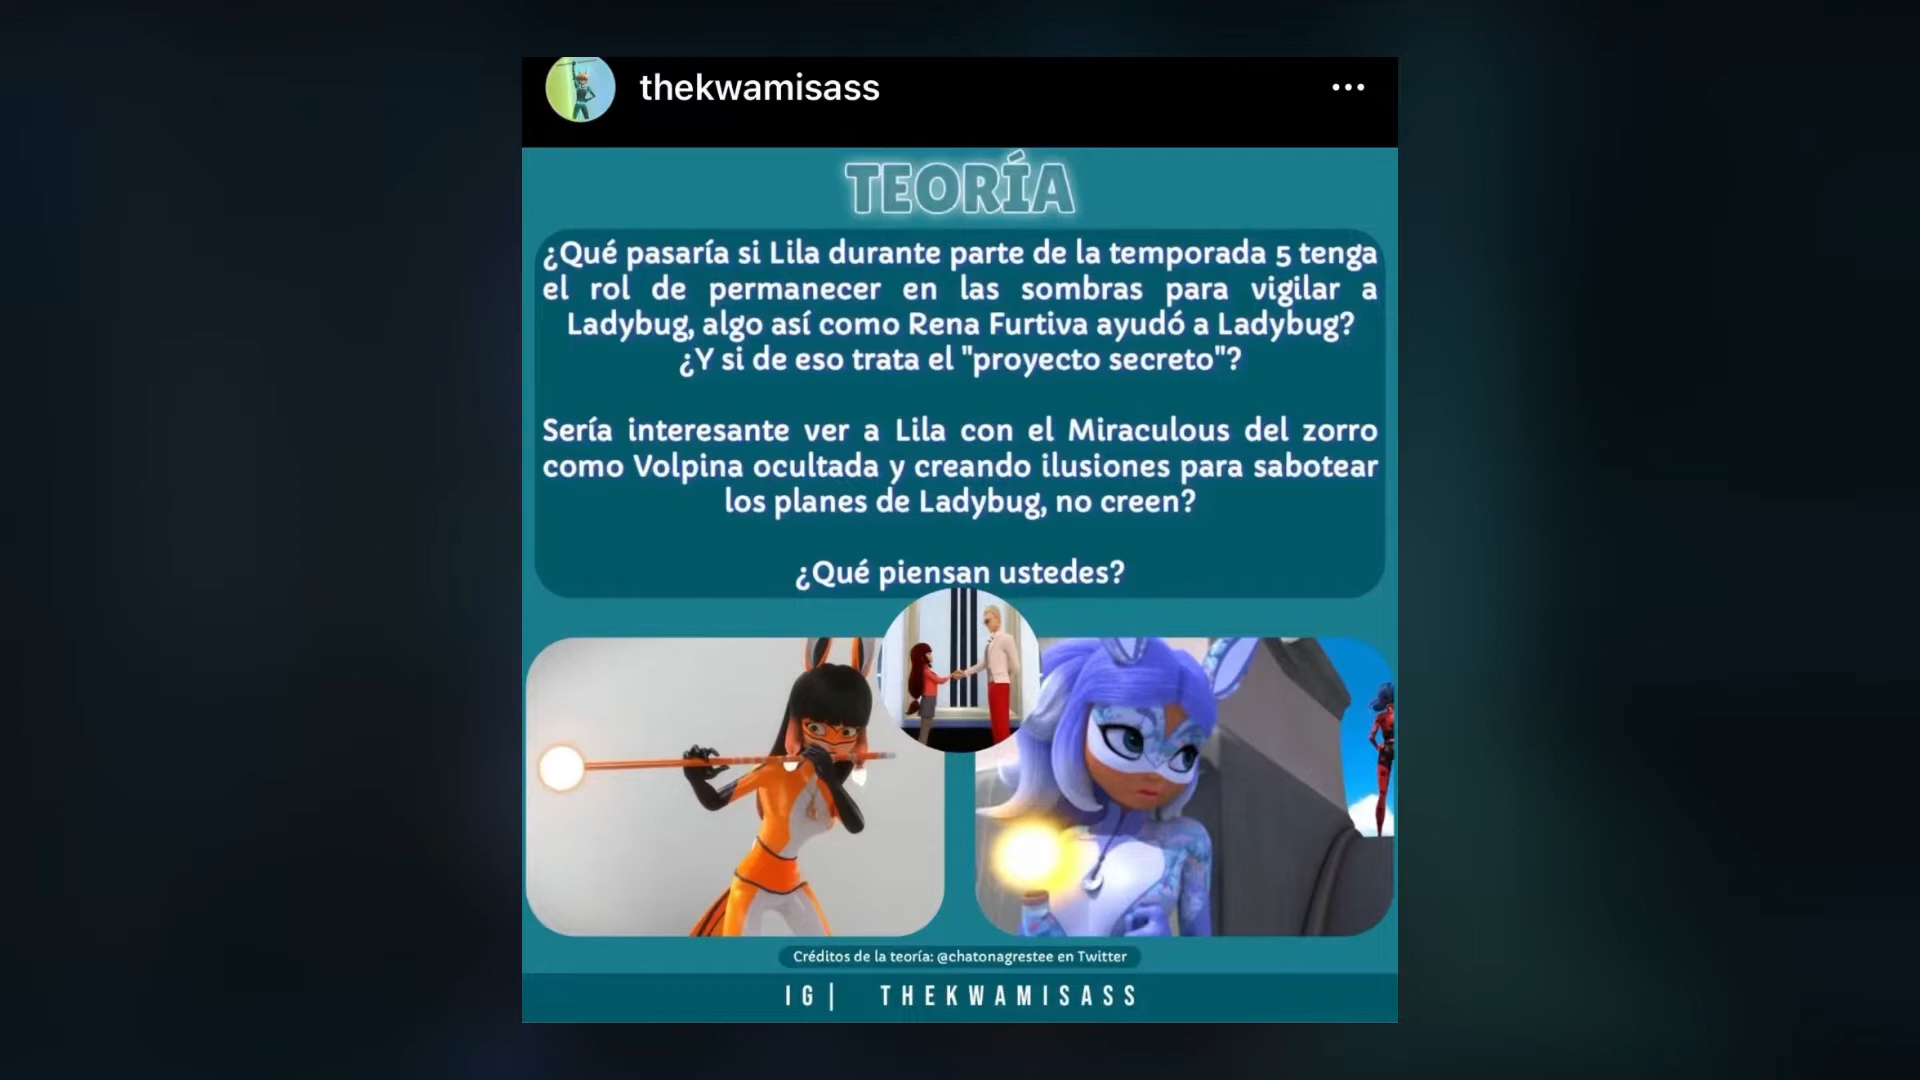 thekwamisass
TEORÍA
¿Qué pasaría si Lila durante parte de la temporada 5 tenga
el rol de permanecer en las sombras para vigilar a
Ladybug, algo así como Rena Furtiva ayudó a Ladybug?
¿Y si de eso trata el "proyecto secreto"?
Sería interesante ver a Lila con el Miraculous del zorro
como Volpina ocultada y creando ilusiones para sabotear
los planes de Ladybug, no creen?
¿Qué piensan ustedes?
Créditos de la teoría: @chatonagrestee en Twitter
IG| THEKWAMISASS